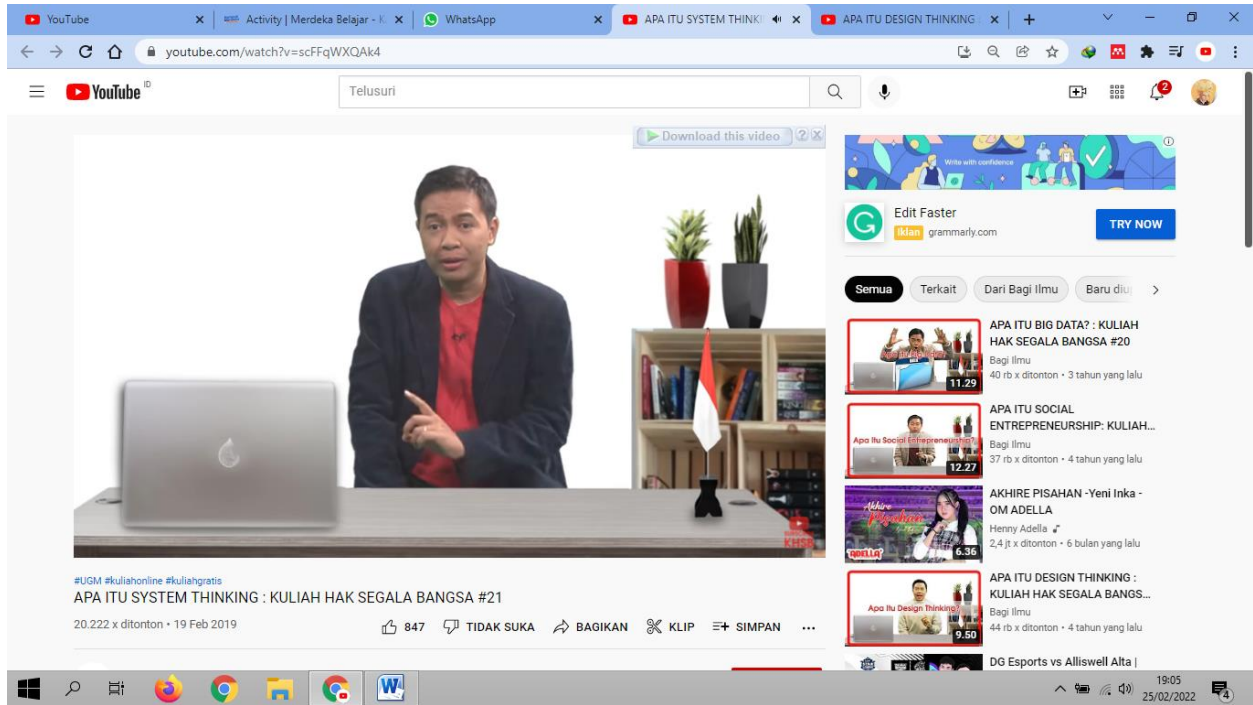 YouTube
Activity | Merdeka Belajar - K
WhatsApp
APA ITU SYSTEM THINKI
APA ITU DESIGN THINKING
youtube.com/watch?v=scFFqWXQAk4
YouTube ID
Telusuri
2
Download this video
Write with confidence
Edit Faster
Iklan grammarly.com
TRY NOW
Semua
Terkait
Dari Bagi Ilmu
Baru diu
APA ITU BIG DATA? : KULIAH
HAK SEGALA BANGSA #20
Bagi Ilmu
40 rb x ditonton • 3 tahun yang lalu
11.29
APA ITU SOCIAL
ENTREPRENEURSHIP: KULIAH...
Bagi Ilmu
37 rb x ditonton • 4 tahun yang lalu
Apa Itu Social Entrepreneurship?
12.27
AKHIRE PISAHAN -Yeni Inka -
OM ADELLA
Henny Adella
2,4 jt x ditonton • 6 bulan yang lalu
Akhire
Pisahan
ADELLA
6.36
APA ITU DESIGN THINKING :
KULIAH HAK SEGALA BANGS...
Bagi Ilmu
44 rb x ditonton • 4 tahun yang lalu
Apa Itu Design Thinking?
9.50
DG Esports vs Alliswell Alta |
KHSB
#UGM #kuliahonline #kuliahgratis
APA ITU SYSTEM THINKING : KULIAH HAK SEGALA BANGSA #21
20.222 x ditonton • 19 Feb 2019
847
TIDAK SUKA
BAGIKAN
KLIP
SIMPAN
19:05
25/02/2022
4